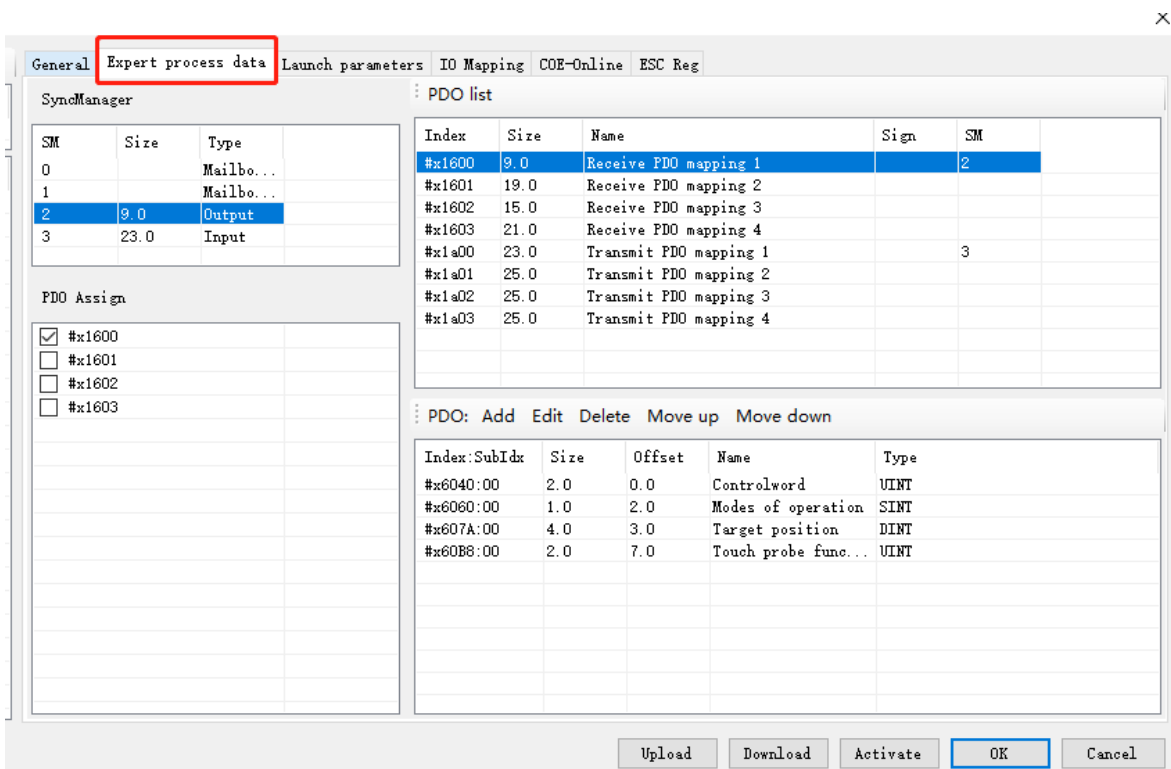 General Expert process data Launch parameters IO Mapping COE-Online ESC Reg
SyncManager
SM Size Type
0 Mailbo...
1 Mailbo...
2 9.0 Output
3 23.0 Input
PDO Assign
#x1600
#x1601
#x1602
#x1603
PDO list
Index Size Name Sign SM
#x1600 9.0 Receive PDO mapping 1 2
#x1601 19.0 Receive PDO mapping 2
#x1602 15.0 Receive PDO mapping 3
#x1603 21.0 Receive PDO mapping 4
#x1a00 23.0 Transmit PDO mapping 1 3
#x1a01 25.0 Transmit PDO mapping 2
#x1a02 25.0 Transmit PDO mapping 3
#x1a03 25.0 Transmit PDO mapping 4
PDO: Add Edit Delete Move up Move down
Index:SubIdx Size Offset Name Type
#x6040:00 2.0 0.0 Controlword UINT
#x6060:00 1.0 2.0 Modes of operation SINT
#x607A:00 4.0 3.0 Target position DINT
#x60B8:00 2.0 7.0 Touch probe func... UINT
Upload Download Activate OK Cancel